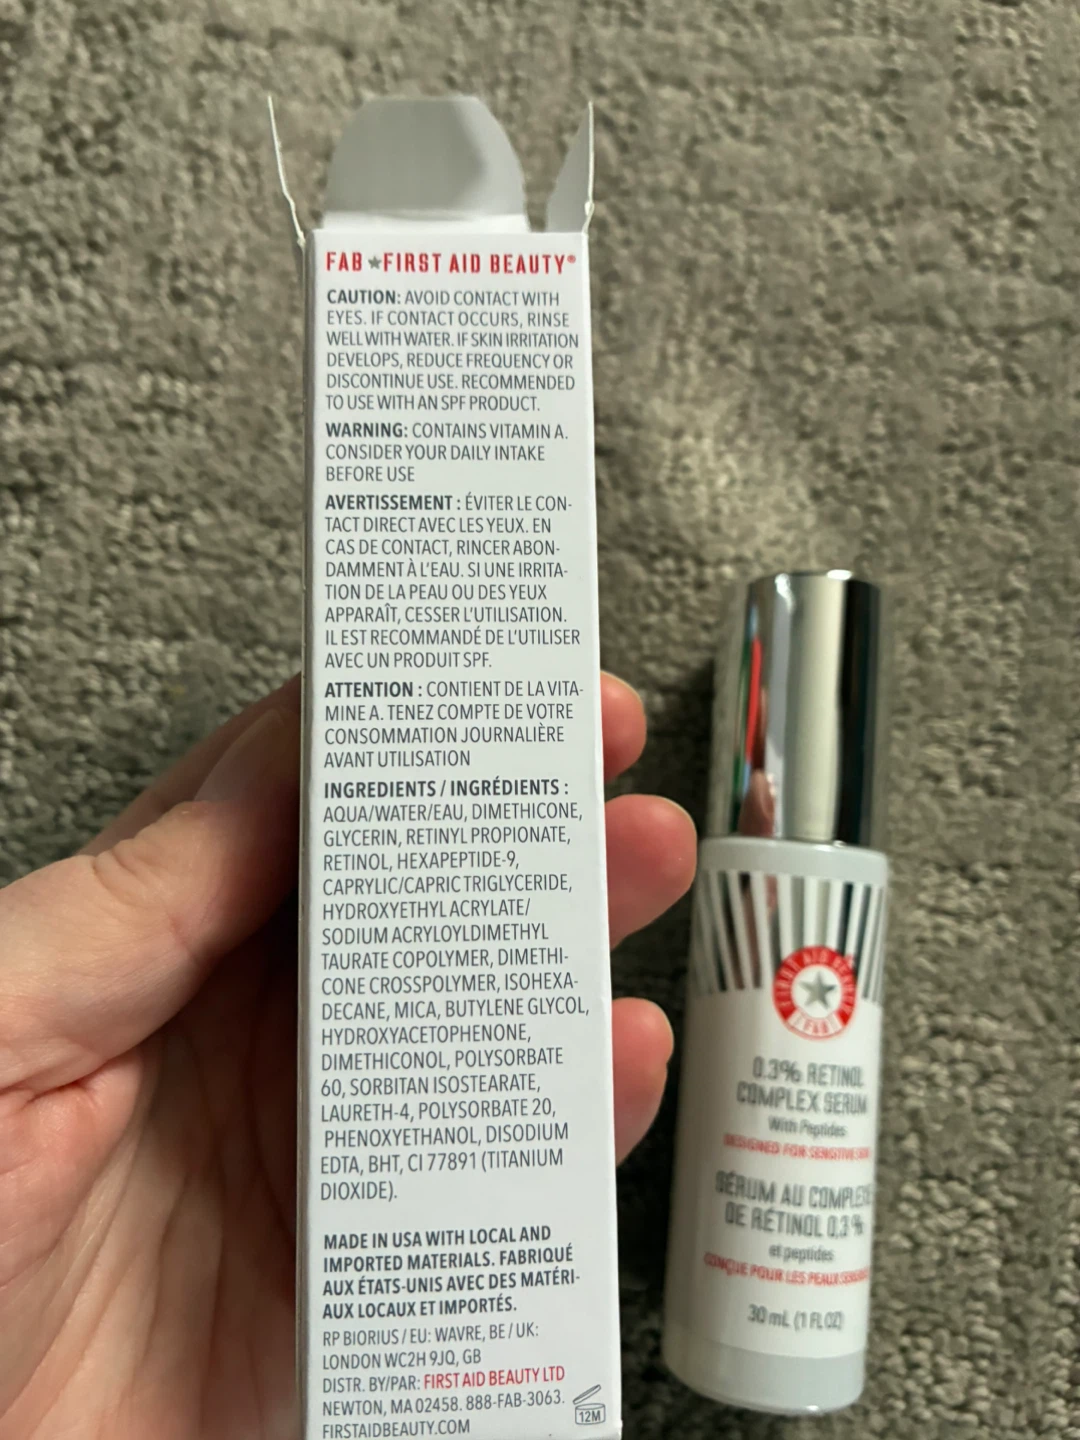 FAB ★ FIRST AID BEAUTY®
CAUTION: AVOID CONTACT WITH
EYES. IF CONTACT OCCURS, RINSE
WELL WITH WATER. IF SKIN IRRITATION
DEVELOPS, REDUCE FREQUENCY OR
DISCONTINUE USE. RECOMMENDED
TO USE WITH AN SPF PRODUCT.
WARNING: CONTAINS VITAMIN A.
CONSIDER YOUR DAILY INTAKE
BEFORE USE
AVERTISSEMENT : ÉVITER LE CON-
TACT DIRECT AVEC LES YEUX. EN
CAS DE CONTACT, RINCER ABON-
DAMMENT À L'EAU. SI UNE IRRITA-
TION DE LA PEAU OU DES YEUX
APPARAÎT, CESSER L'UTILISATION.
IL EST RECOMMANDÉ DE L'UTILISER
AVEC UN PRODUIT SPF.
ATTENTION : CONTIENT DE LA VITA-
MINE A. TENEZ COMPTE DE VOTRE
CONSOMMATION JOURNALIÈRE
AVANT UTILISATION
INGREDIENTS / INGRÉDIENTS :
AQUA/WATER/EAU, DIMETHICONE,
GLYCERIN, RETINYL PROPIONATE,
RETINOL, HEXAPEPTIDE-9,
CAPRYLIC/CAPRIC TRIGLYCERIDE,
HYDROXYETHYL ACRYLATE/
SODIUM ACRYLOYLDIMETHYL
TAURATE COPOLYMER, DIMETHI-
CONE CROSSPOLYMER, ISOHEXA-
DECANE, MICA, BUTYLENE GLYCOL,
HYDROXYACETOPHENONE,
DIMETHICONOL, POLYSORBATE
60, SORBITAN ISOSTEARATE,
LAURETH-4, POLYSORBATE 20,
PHENOXYETHANOL, DISODIUM
EDTA, BHT, CI 77891 (TITANIUM
DIOXIDE).
MADE IN USA WITH LOCAL AND
IMPORTED MATERIALS. FABRIQUÉ
AUX ÉTATS-UNIS AVEC DES MATÉRI-
AUX LOCAUX ET IMPORTÉS.
RP BIORIUS / EU: WAVRE, BE / UK:
LONDON WC2H 9JQ, GB
DISTR. BY/PAR: FIRST AID BEAUTY LTD
NEWTON, MA 02458. 888-FAB-3063.
FIRSTAIDBEAUTY.COM
12M
FIRST AID BEAUTY
0.3% RETINOL
COMPLEX SERUM
With Peptides
DESIGNED FOR SENSITIVE
SÉRUM AU COMPLEXE
DE RÉTINOL 0,3 %
et peptides
CONÇUE POUR LES PEAUX
30 mL (1 FL OZ)